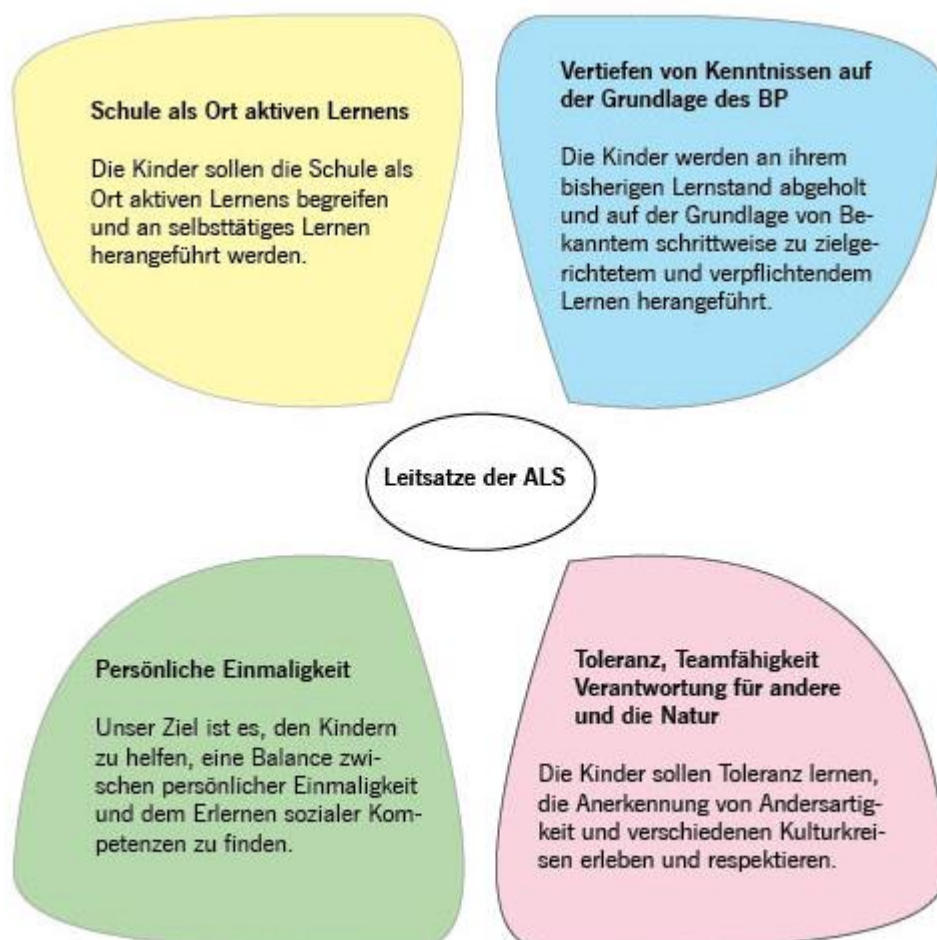 Schule als Ort aktiven Lernens
Die Kinder sollen die Schule als
Ort aktiven Lernens begreifen
und an selbsttätiges Lernen
herangeführt werden.
Vertiefen von Kenntnissen auf
der Grundlage des BP
Die Kinder werden an ihrem
bisherigen Lernstand abgeholt
und auf der Grundlage von Be-
kanntem schrittweise zu zielge-
richtetem und verpflichtendem
Lernen herangeführt.
Leitsatze der ALS
Persönliche Einmaligkeit
Unser Ziel ist es, den Kindern
zu helfen, eine Balance zwi-
schen persönlicher Einmaligkeit
und dem Erlernen sozialer Kom-
petenzen zu finden.
Toleranz, Teamfähigkeit
Verantwortung für andere
und die Natur
Die Kinder sollen Toleranz lernen,
die Anerkennung von Andersartig-
keit und verschiedenen Kulturkrei-
sen erleben und respektieren.